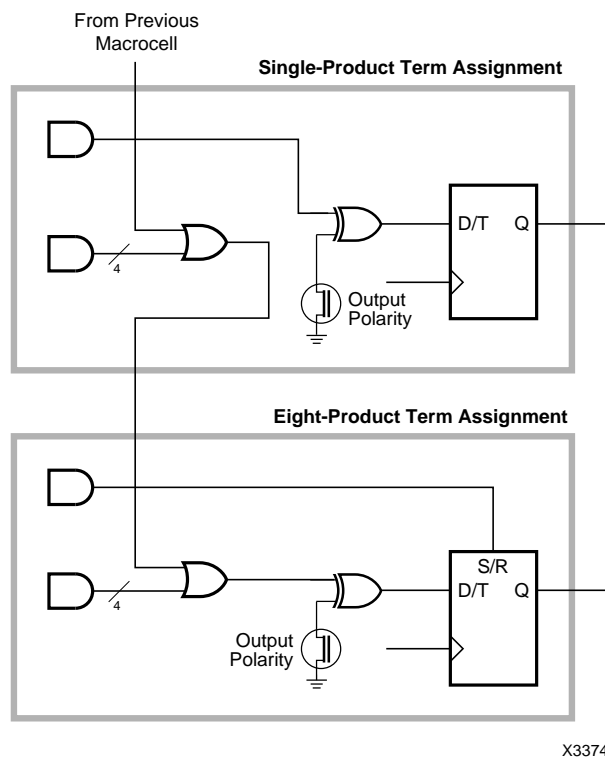 From Previous
Macrocell
Single-Product Term Assignment
D/T Q
4
Output
Polarity
Eight-Product Term Assignment
S/R
D/T Q
4
Output
Polarity
X3374